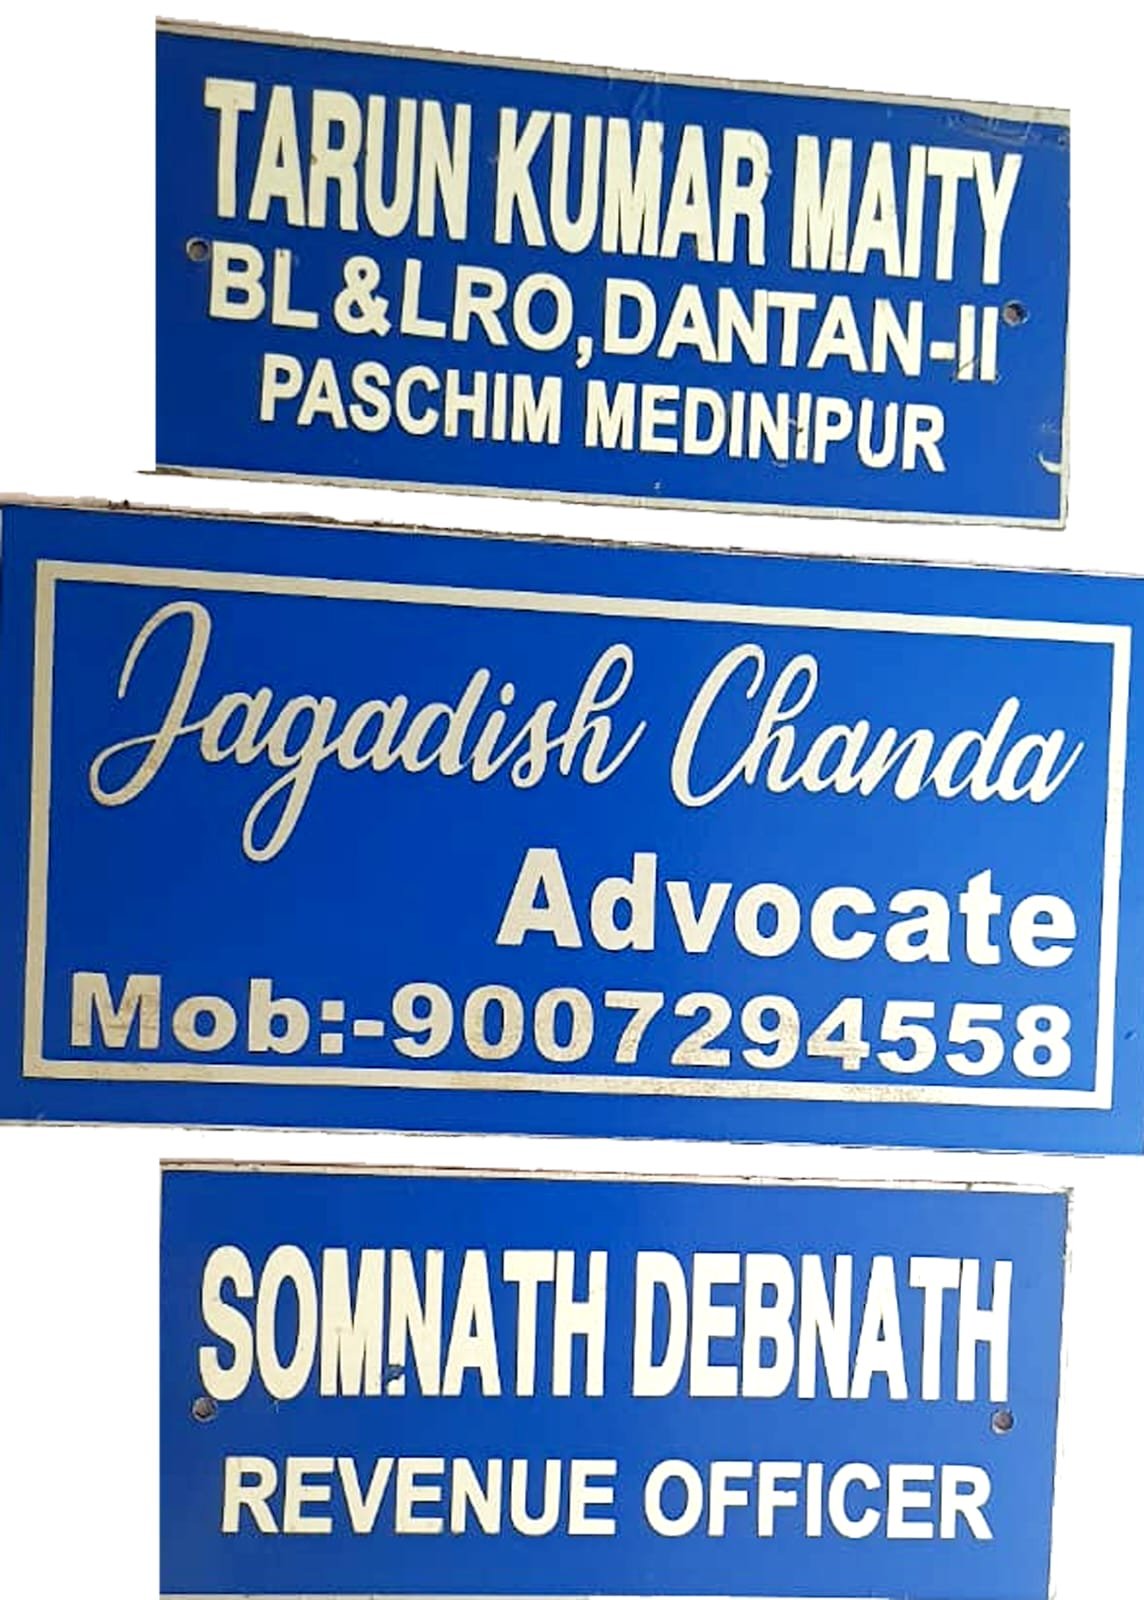 TARUN KUMAR MAITY
BL & LRO, DANTAN-II
PASCHIM MEDINIPUR
Jagadish Chanda
Advocate
Mob:-9007294558
SOMNATH DEBNATH
REVENUE OFFICER